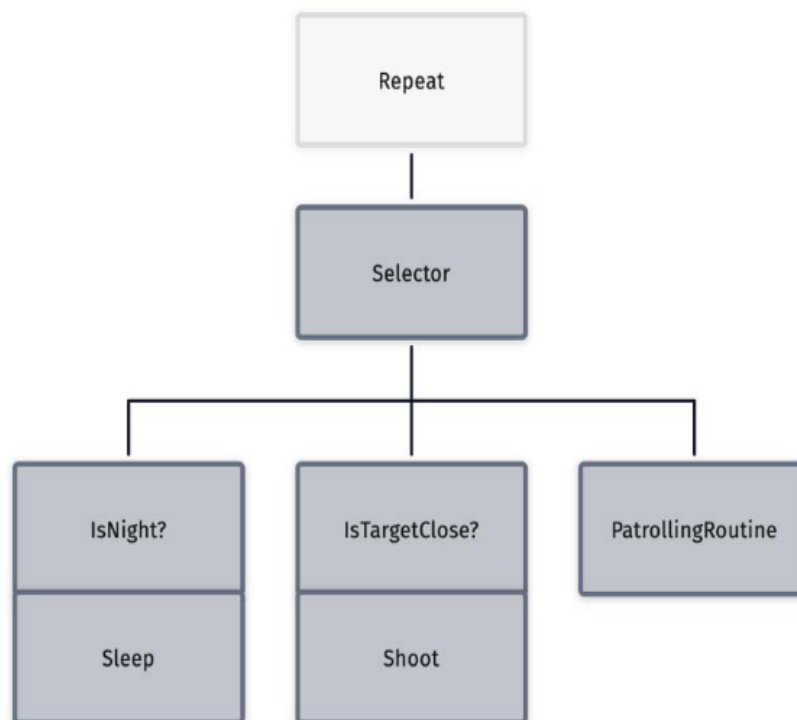 Repeat
Selector
IsNight?
IsTargetClose?
PatrollingRoutine
Sleep
Shoot